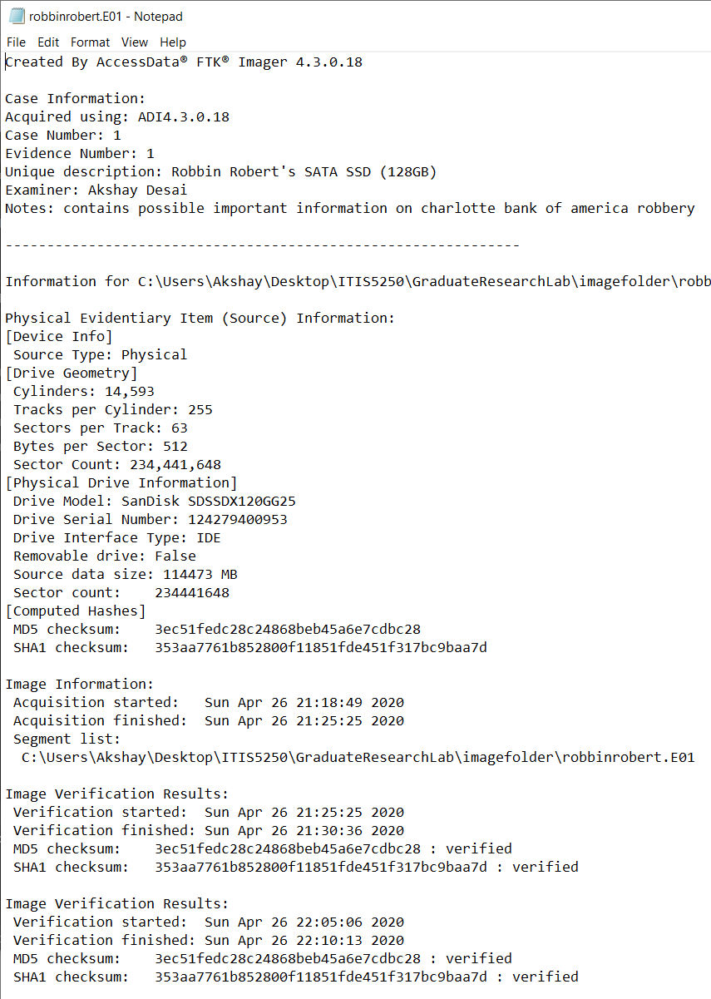 robbinrobert.E01 - Notepad
File Edit Format View Help
Created By AccessData® FTK® Imager 4.3.0.18
Case Information:
Acquired using: ADI4.3.0.18
Case Number: 1
Evidence Number: 1
Unique description: Robbin Robert's SATA SSD (128GB)
Examiner: Akshay Desai
Notes: contains possible important information on charlotte bank of america robbery
--------------------------------------------------------------
Information for C:\Users\Akshay\Desktop\ITIS5250\GraduateResearchLab\imagefolder\robb
Physical Evidentiary Item (Source) Information:
[Device Info]
Source Type: Physical
[Drive Geometry]
Cylinders: 14,593
Tracks per Cylinder: 255
Sectors per Track: 63
Bytes per Sector: 512
Sector Count: 234,441,648
[Physical Drive Information]
Drive Model: SanDisk SDSSDX120GG25
Drive Serial Number: 124279400953
Drive Interface Type: IDE
Removable drive: False
Source data size: 114473 MB
Sector count:    234441648
[Computed Hashes]
MD5 checksum:    3ec51fedc28c24868beb45a6e7cdbc28
SHA1 checksum:   353aa7761b852800f11851fde451f317bc9baa7d
Image Information:
Acquisition started:   Sun Apr 26 21:18:49 2020
Acquisition finished:  Sun Apr 26 21:25:25 2020
Segment list:
C:\Users\Akshay\Desktop\ITIS5250\GraduateResearchLab\imagefolder\robbinrobert.E01
Image Verification Results:
Verification started:  Sun Apr 26 21:25:25 2020
Verification finished: Sun Apr 26 21:30:36 2020
MD5 checksum:    3ec51fedc28c24868beb45a6e7cdbc28 : verified
SHA1 checksum:   353aa7761b852800f11851fde451f317bc9baa7d : verified
Image Verification Results:
Verification started:  Sun Apr 26 22:05:06 2020
Verification finished: Sun Apr 26 22:10:13 2020
MD5 checksum:    3ec51fedc28c24868beb45a6e7cdbc28 : verified
SHA1 checksum:   353aa7761b852800f11851fde451f317bc9baa7d : verified